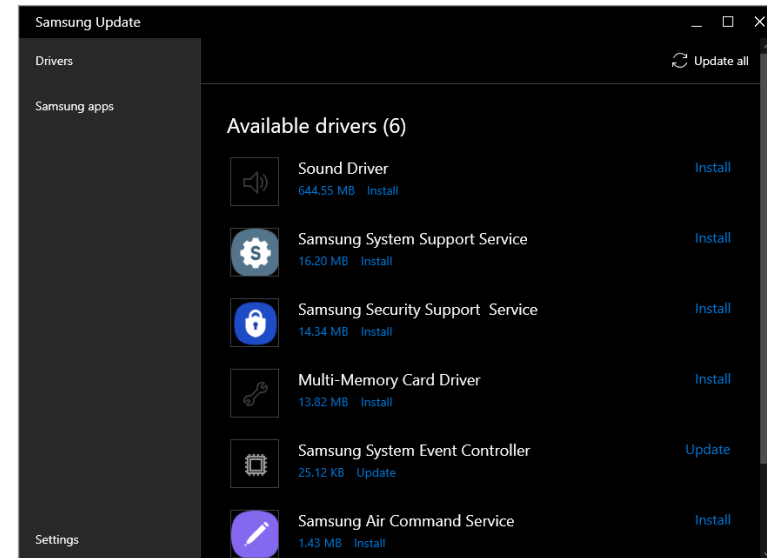 Samsung Update
Drivers
Update all
Samsung apps
Available drivers (6)
Sound Driver
Install
644.55 MB Install
Samsung System Support Service
Install
16.20 MB Install
S
Samsung Security Support  Service
Install
14.34 MB Install
Multi-Memory Card Driver
Install
13.82 MB Install
Samsung System Event Controller
Update
25.12 KB Update
Samsung Air Command Service
Install
1.43 MB Install
Settings